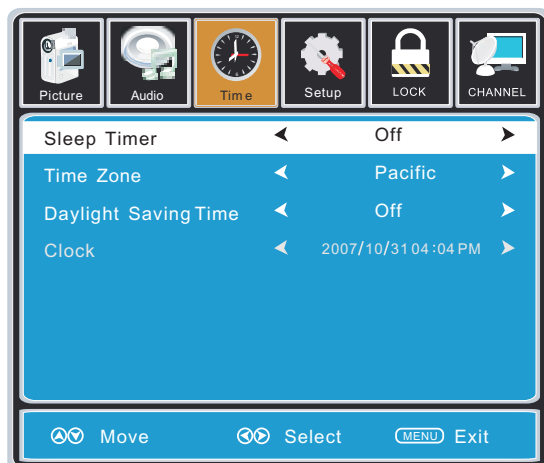 Picture Audio Time Setup LOCK CHANNEL
Sleep Timer Off
Time Zone Pacific
Daylight Saving Time Off
Clock 2007/10/31 04:04 PM
Move Select MENU Exit